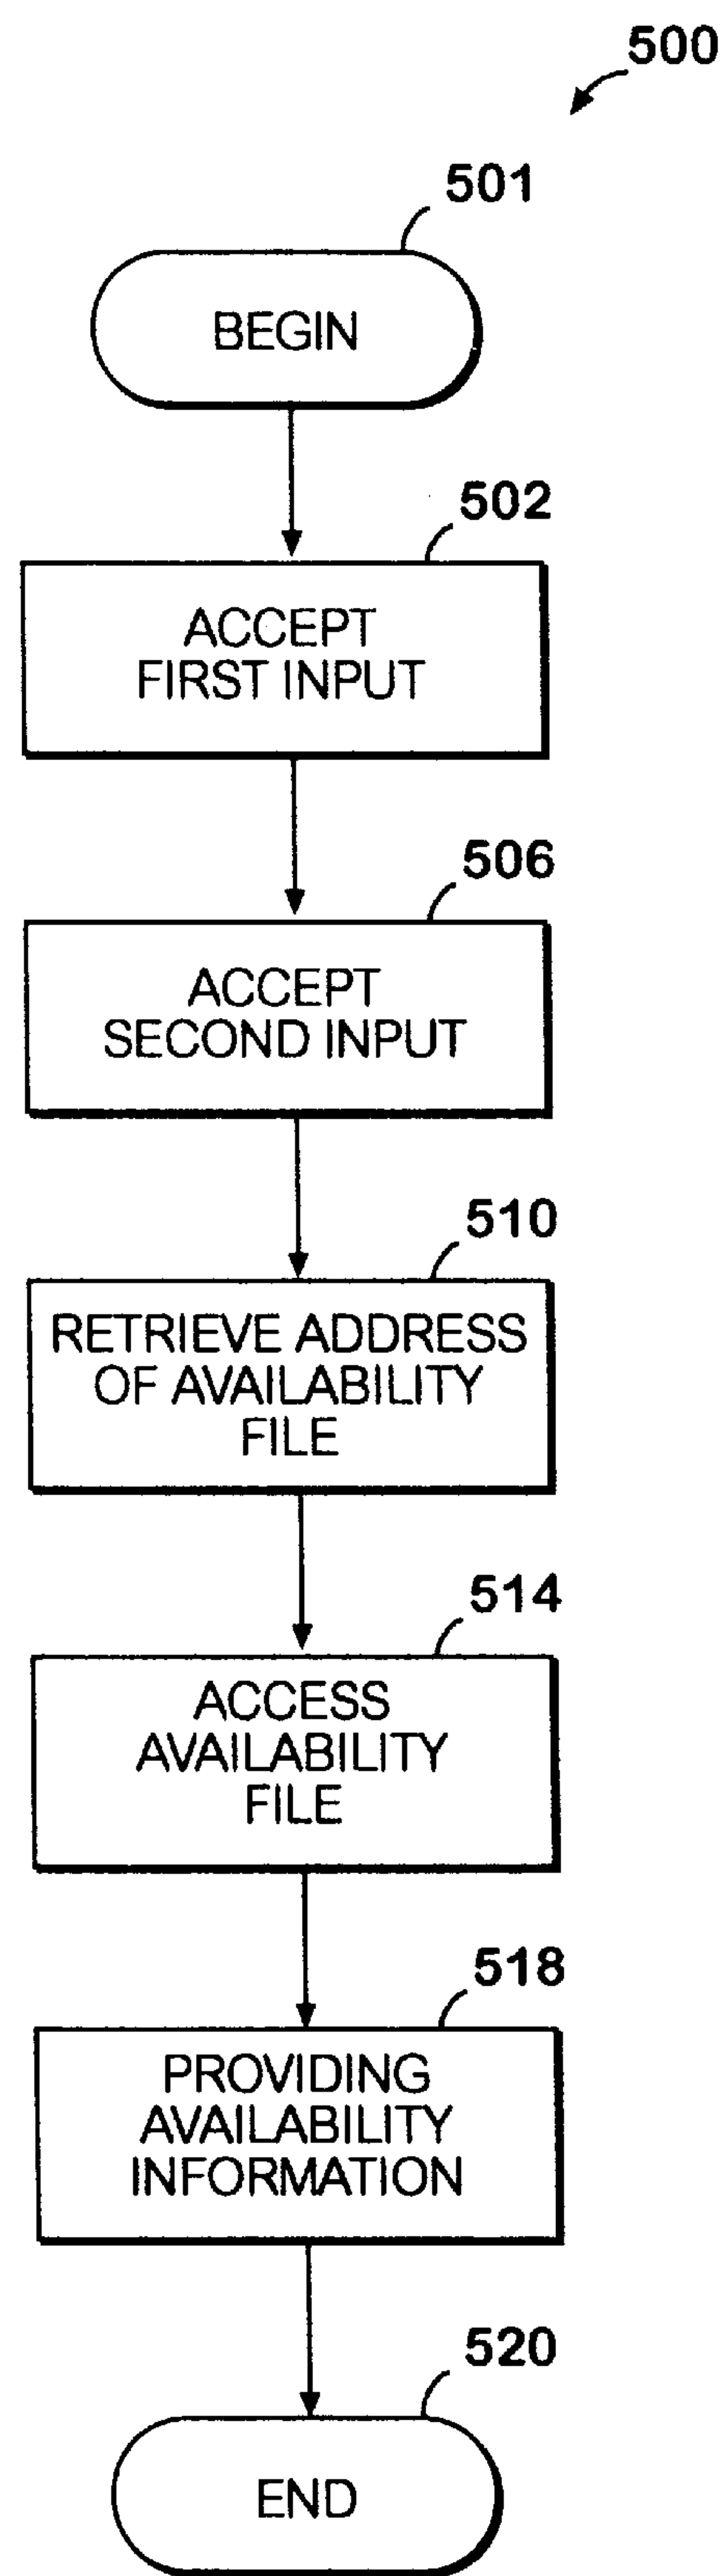 500
501
BEGIN
502
ACCEPT
FIRST INPUT
506
ACCEPT
SECOND INPUT
510
RETRIEVE ADDRESS
OF AVAILABILITY
FILE
514
ACCESS
AVAILABILITY
FILE
518
PROVIDING
AVAILABILITY
INFORMATION
520
END